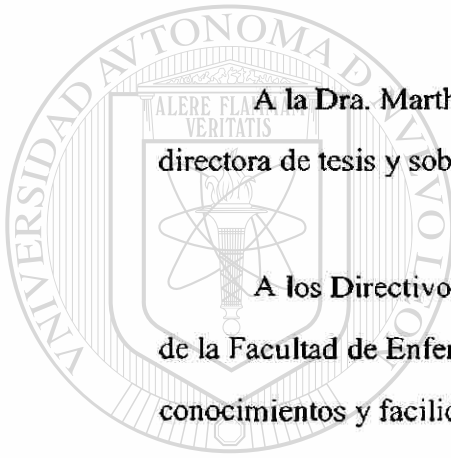 UNIVERSIDAD AUTONOMA DE NUEVO LEON
ALERE FLAMMAM
VERITATIS
A la Dra. Marth
directora de tesis y sob
A los Directivo
de la Facultad de Enfer
conocimientos y facili